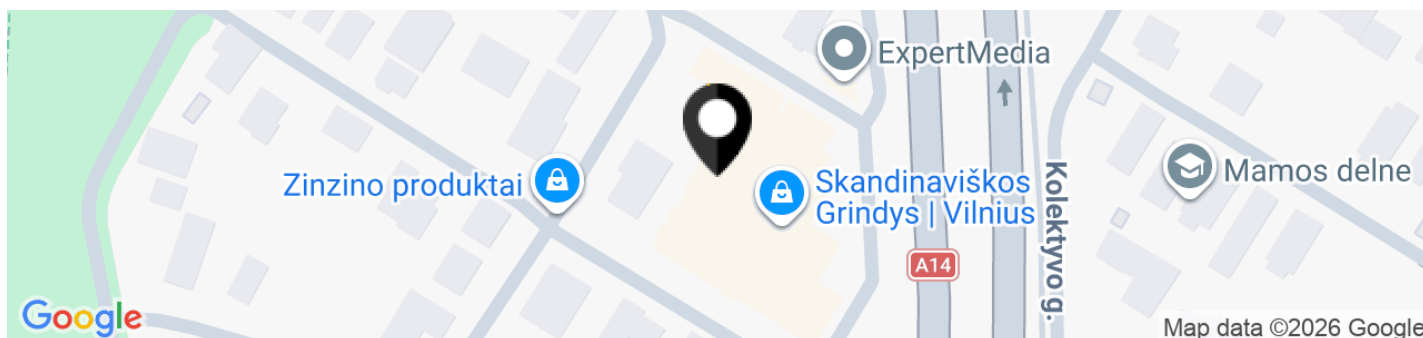 ExpertMedia
Zinzino produktai
Skandinaviškos
Grindys | Vilnius
Mamos delne
Kolektyvo g.
A14
Google
Map data ©2026 Google